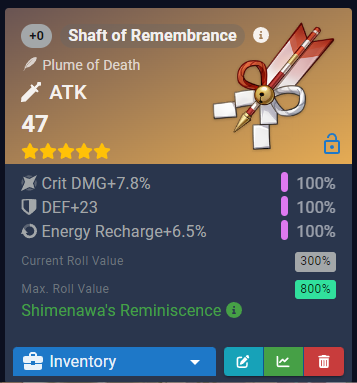 +0 Shaft of Remembrance i
Plume of Death
ATK
47
Crit DMG+7.8% 100%
DEF+23 100%
Energy Recharge+6.5% 100%
Current Roll Value 300%
Max. Roll Value 800%
Shimenawa's Reminiscence i
Inventory